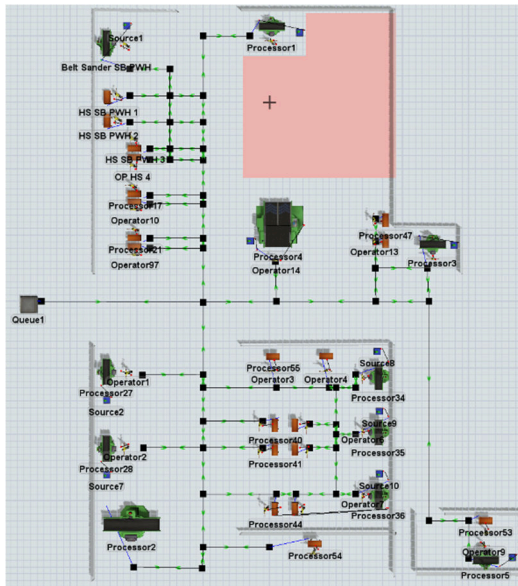 Source1
Processor1
Belt Sander SB PWH
HS SB PWH 1
HS SB PWH 2
HS SB PWH 3
OP HS 4
Processor17
Operator10
Processor21
Operator97
Processor4
Operator14
Processor47
Operator13
Processor3
Queue1
Processor55
Operator3
Operator4
Source8
Processor34
Operator1
Processor27
Source2
Source9
Processor40
Operator6
Processor35
Operator2
Processor41
Processor28
Source7
Source10
Processor44
Processor36
Processor2
Processor54
Processor53
Operator9
Processor5